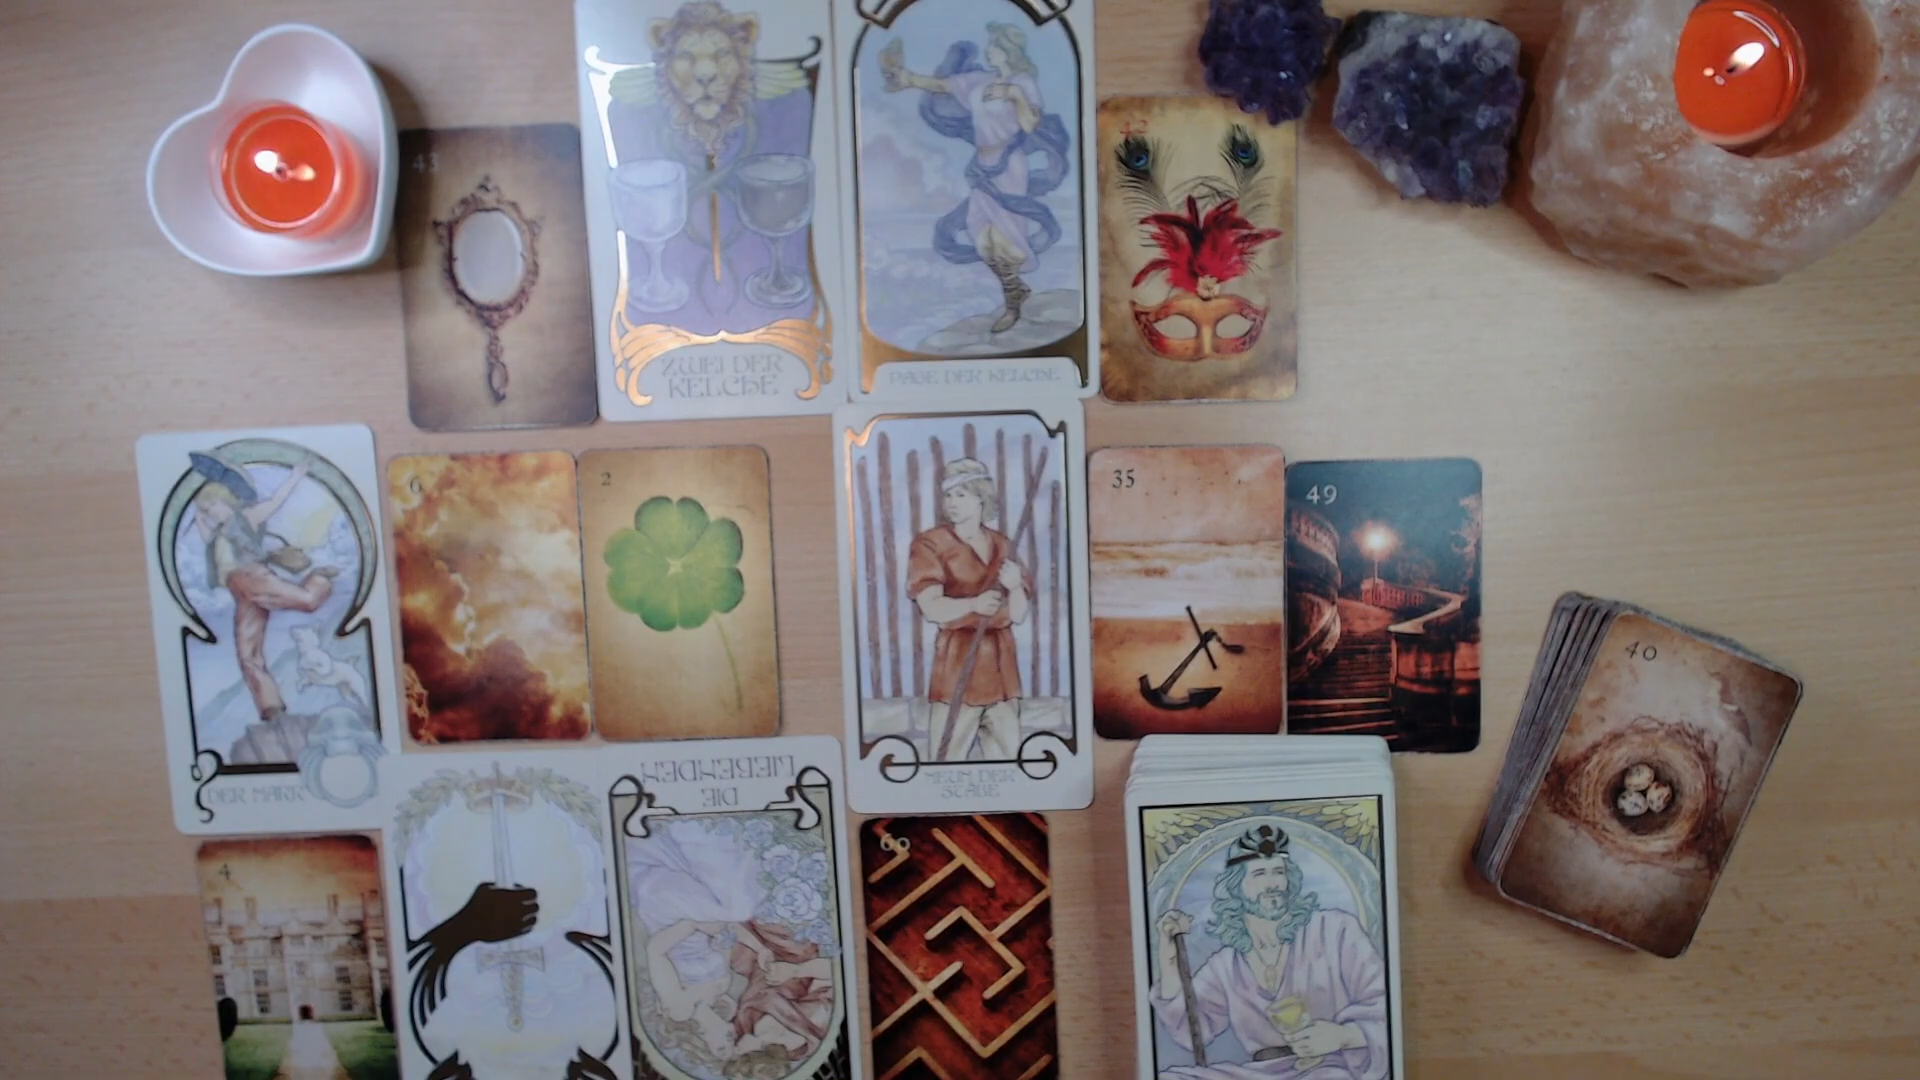 43
ZWEI DER
KELCHE
PAGE DER KELCHE
42
6
2
35
49
NEUN DER
STÄBE
40
DER NARR
DIE
LIEBENDEN
4
60